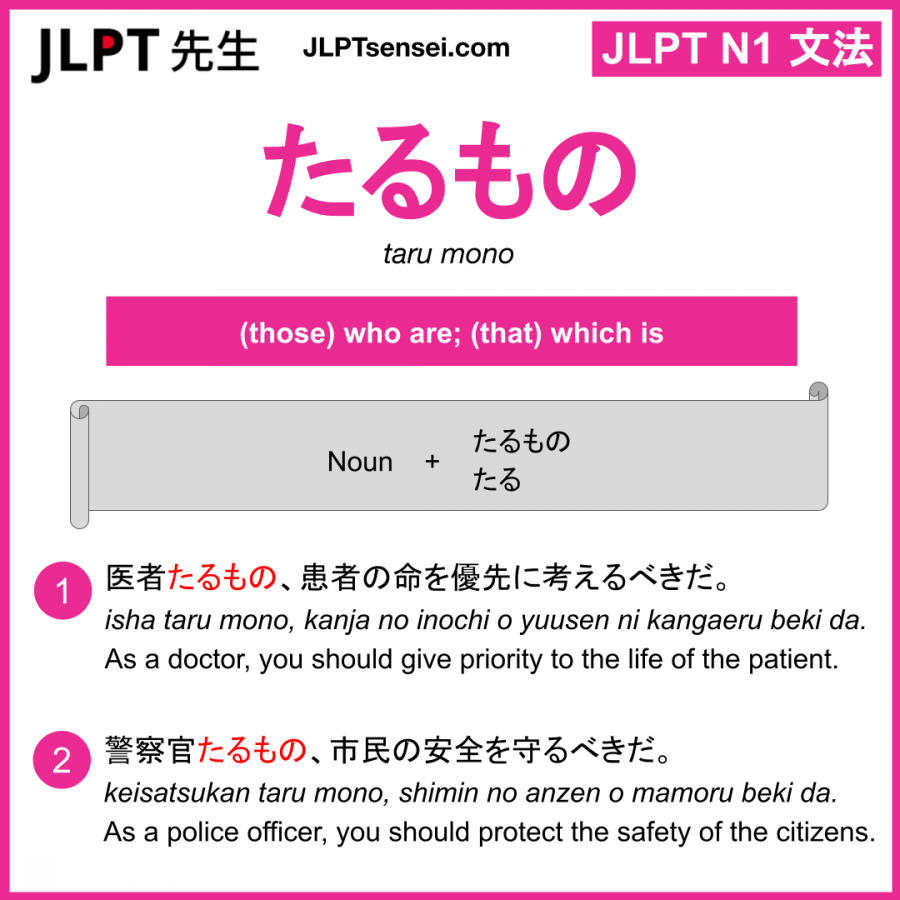 JLPT 先生
JLPTsensei.com
JLPT N1 文法
たるもの
taru mono
(those) who are; (that) which is
Noun + たるもの
たる
1
医者たるもの、患者の命を優先に考えるべきだ。
isha taru mono, kanja no inochi o yuusen ni kangaeru beki da.
As a doctor, you should give priority to the life of the patient.
2
警察官たるもの、市民の安全を守るべきだ。
keisatsukan taru mono, shimin no anzen o mamoru beki da.
As a police officer, you should protect the safety of the citizens.